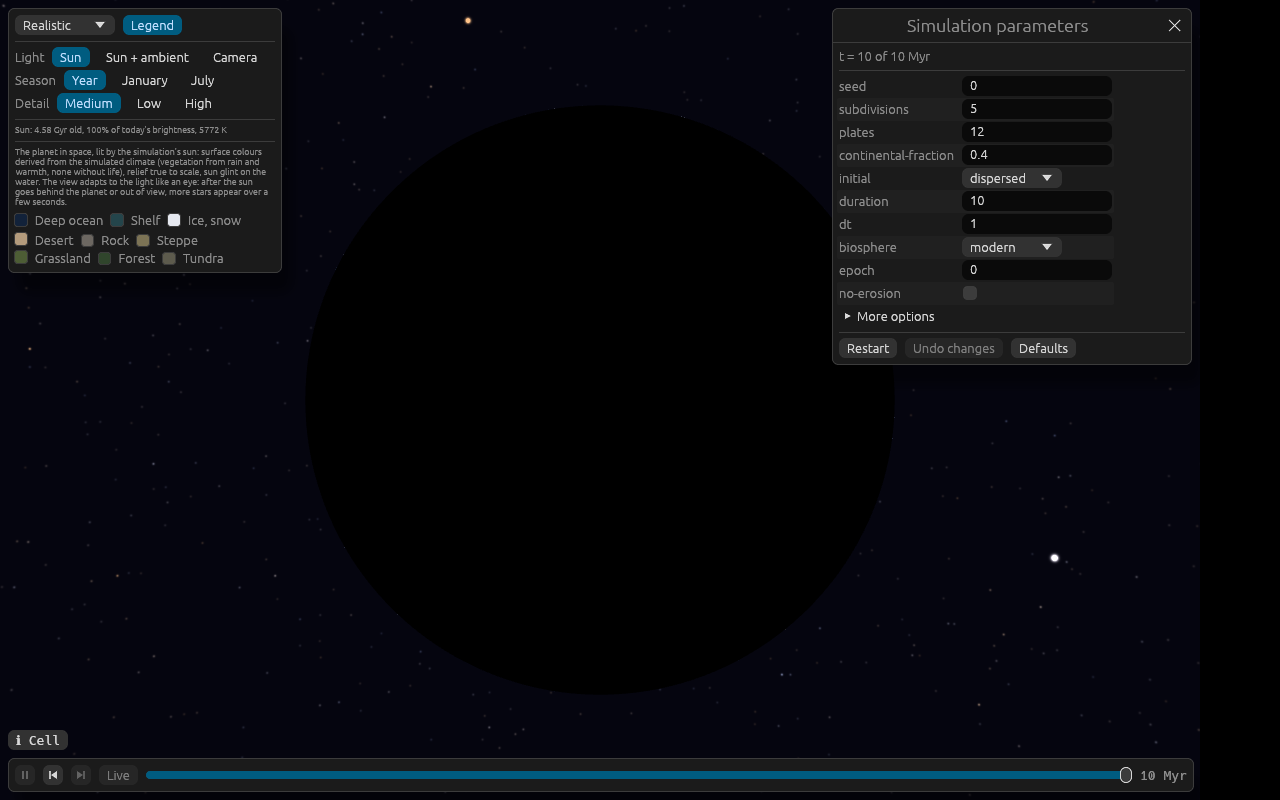 Realistic Legend
Light Sun Sun + ambient Camera
Season Year January July
Detail Medium Low High
Sun: 4.58 Gyr old, 100% of today's brightness, 5772 K
The planet in space, lit by the simulation's sun: surface colours
derived from the simulated climate (vegetation from rain and
warmth, none without life), relief true to scale, sun glint on the
water. The view adapts to the light like an eye: after the sun
goes behind the planet or out of view, more stars appear over a
few seconds.
Deep ocean Shelf Ice, snow
Desert Rock Steppe
Grassland Forest Tundra
Simulation parameters
t = 10 of 10 Myr
seed 0
subdivisions 5
plates 12
continental-fraction 0.4
initial dispersed
duration 10
dt 1
biosphere modern
epoch 0
no-erosion
More options
Restart Undo changes Defaults
i Cell
Live 10 Myr